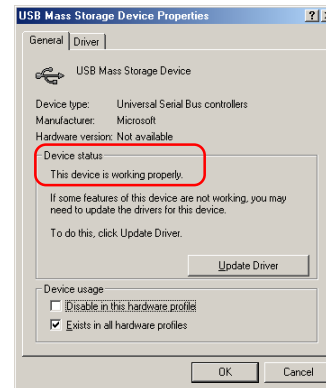 USB Mass Storage Device Properties
General Driver
USB Mass Storage Device
Device type: Universal Serial Bus controllers
Manufacturer: Microsoft
Hardware version: Not available
Device status
This device is working properly.
If some features of this device are not working, you may
need to update the drivers for this device.
To do this, click Update Driver.
Update Driver
Device usage
Disable in this hardware profile
Exists in all hardware profiles
OK Cancel